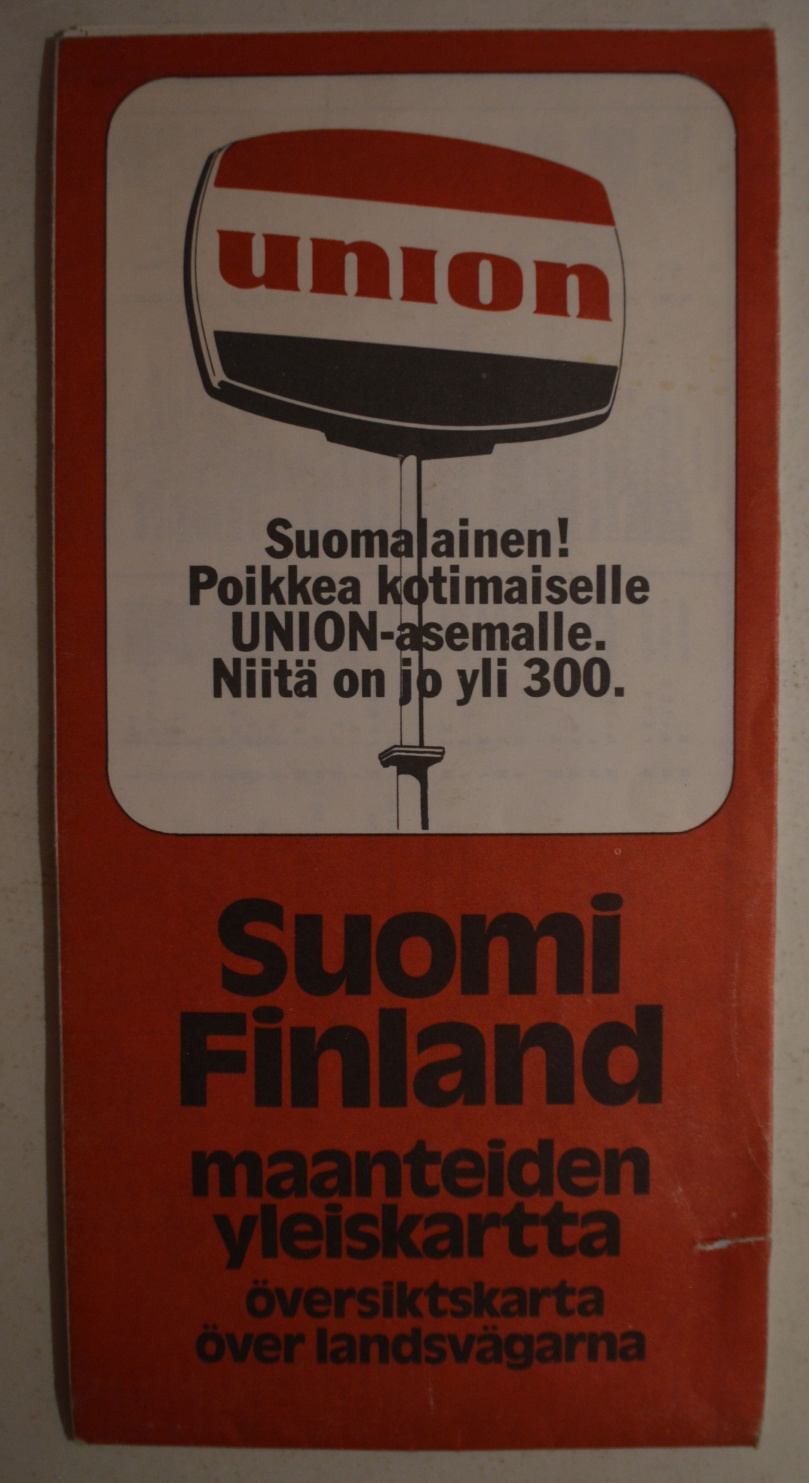 union
Suomalainen!
Poikkea kotimaiselle
UNION-asemalle.
Niitä on jo yli 300.
Suomi
Finland
maanteiden
yleiskartta
översiktskarta
över landsvägarna